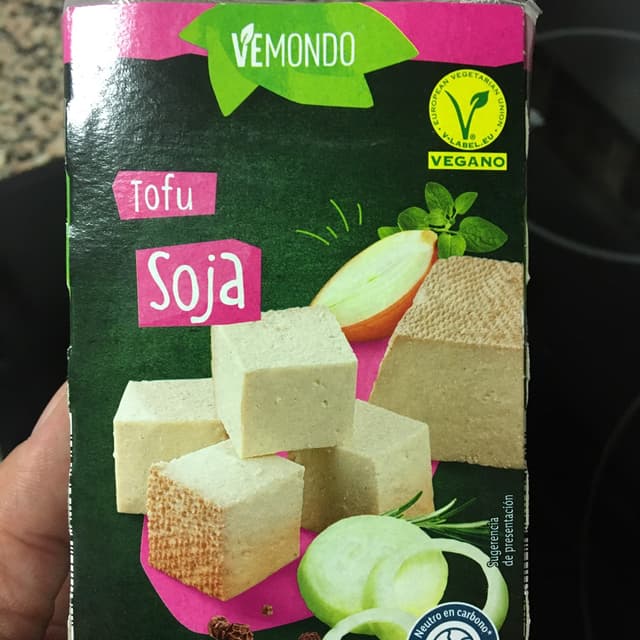 VEMONDO
EUROPEAN VEGETARIAN UNION
V-LABEL.EU
VEGANO
Tofu
Soja
Sugerencia
de presentación
Neutro en carbono*